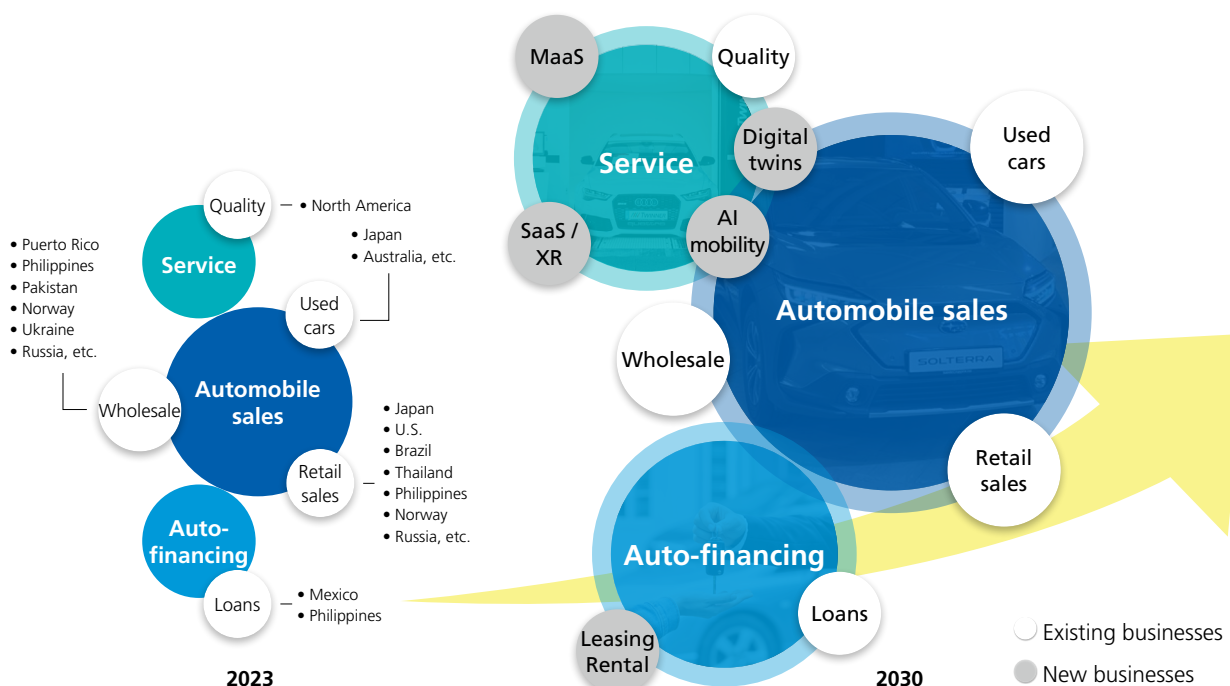 Quality
• North America
Service
• Puerto Rico
• Philippines
• Pakistan
• Norway
• Ukraine
• Russia, etc.
• Japan
• Australia, etc.
Used
cars
Wholesale
Automobile
sales
Retail
sales
• Japan
• U.S.
• Brazil
• Thailand
• Philippines
• Norway
• Russia, etc.
Auto-
financing
Loans
• Mexico
• Philippines
2023
MaaS
Quality
Service
Digital
twins
SaaS /
XR
AI
mobility
Used
cars
Automobile sales
SOLTERRA
Wholesale
Retail
sales
Auto-financing
Loans
Leasing
Rental
2030
Existing businesses
New businesses